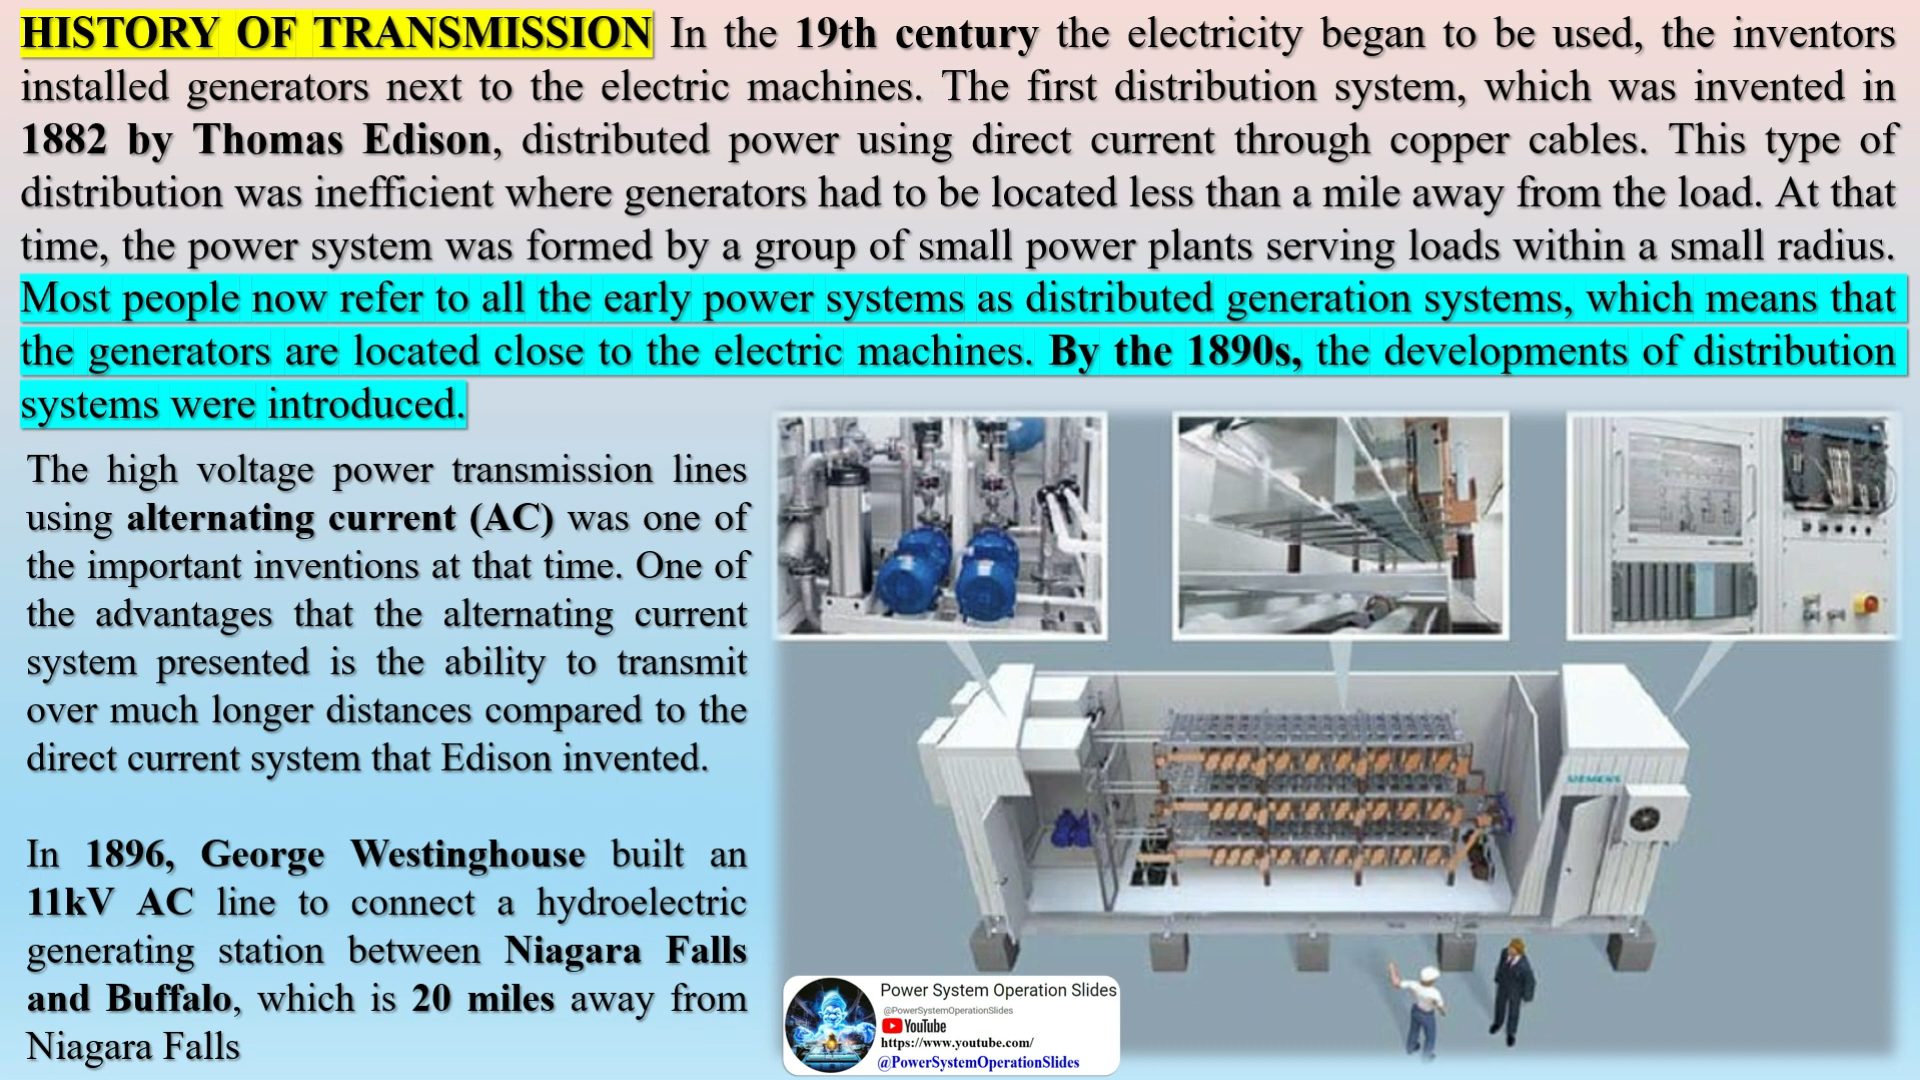 HISTORY OF TRANSMISSION In the 19th century the electricity began to be used, the inventors
installed generators next to the electric machines. The first distribution system, which was invented in
1882 by Thomas Edison, distributed power using direct current through copper cables. This type of
distribution was inefficient where generators had to be located less than a mile away from the load. At that
time, the power system was formed by a group of small power plants serving loads within a small radius.
Most people now refer to all the early power systems as distributed generation systems, which means that
the generators are located close to the electric machines. By the 1890s, the developments of distribution
systems were introduced.
The high voltage power transmission lines
using alternating current (AC) was one of
the important inventions at that time. One of
the advantages that the alternating current
system presented is the ability to transmit
over much longer distances compared to the
direct current system that Edison invented.
In 1896, George Westinghouse built an
11kV AC line to connect a hydroelectric
generating station between Niagara Falls
and Buffalo, which is 20 miles away from
Niagara Falls
SIEMENS
Power System Operation Slides
@PowerSystemOperationSlides
YouTube
https://www.youtube.com/
@PowerSystemOperationSlides